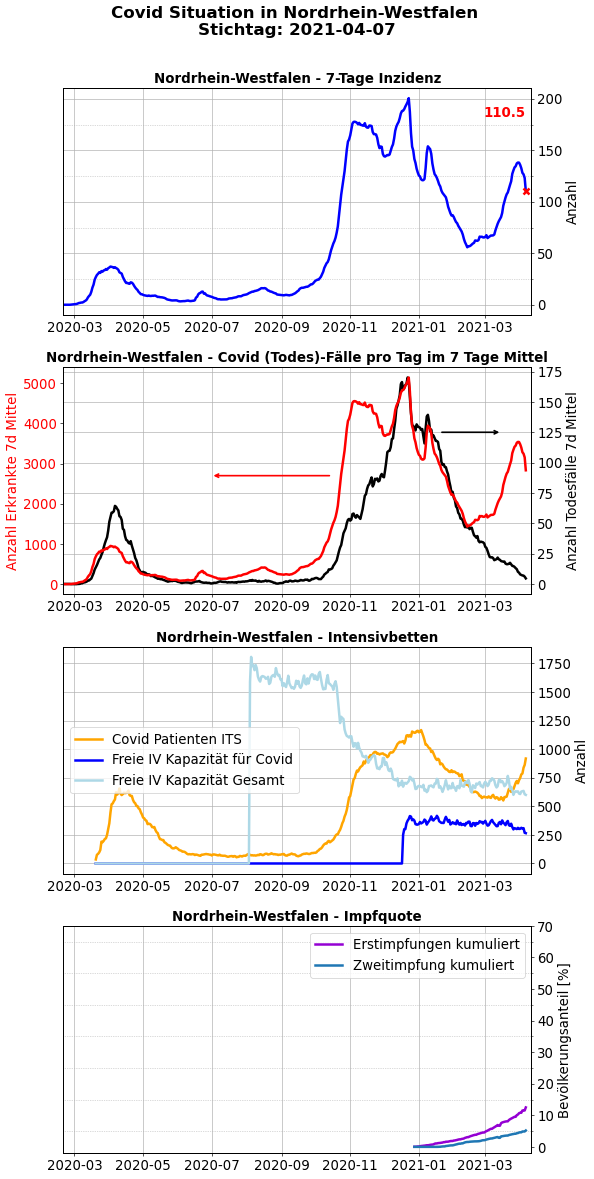 Covid Situation in Nordrhein-Westfalen
Stichtag: 2021-04-07
Nordrhein-Westfalen - 7-Tage Inzidenz
110.5
200
150
100
50
0
Anzahl
2020-03 2020-05 2020-07 2020-09 2020-11 2021-01 2021-03
Nordrhein-Westfalen - Covid (Todes)-Fälle pro Tag im 7 Tage Mittel
Anzahl Erkrankte 7d Mittel
5000
4000
3000
2000
1000
0
175
150
125
100
75
50
25
0
Anzahl Todesfälle 7d Mittel
2020-03 2020-05 2020-07 2020-09 2020-11 2021-01 2021-03
Nordrhein-Westfalen - Intensivbetten
Covid Patienten ITS
Freie IV Kapazität für Covid
Freie IV Kapazität Gesamt
1750
1500
1250
1000
750
500
250
0
Anzahl
2020-03 2020-05 2020-07 2020-09 2020-11 2021-01 2021-03
Nordrhein-Westfalen - Impfquote
Erstimpfungen kumuliert
Zweitimpfung kumuliert
70
60
50
40
30
20
10
0
Bevölkerungsanteil [%]
2020-03 2020-05 2020-07 2020-09 2020-11 2021-01 2021-03